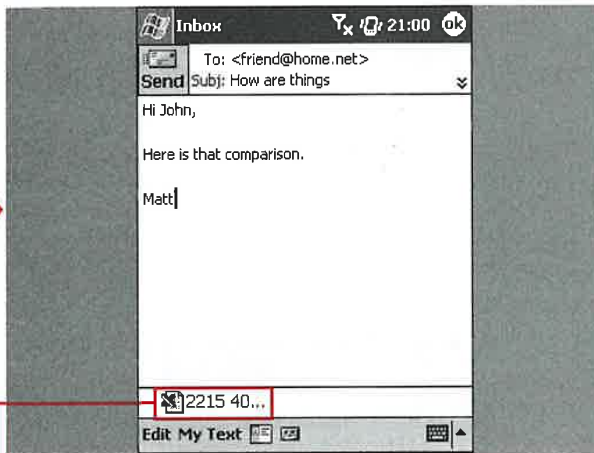 Inbox 21:00 ok
To: <friend@home.net>
Send Subj: How are things
Hi John,
Here is that comparison.
Matt
2215 40...
Edit My Text